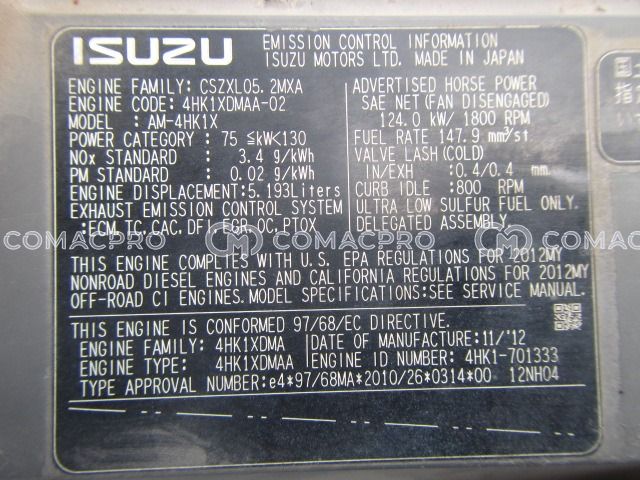 ISUZU EMISSION CONTROL INFORMATION
ISUZU MOTORS LTD. MADE IN JAPAN
ENGINE FAMILY: CSZXL05.2MXA
ENGINE CODE: 4HK1XDMAA-02
MODEL : AM-4HK1X
POWER CATEGORY : 75 ≦kW<130
NOx STANDARD : 3.4 g/kWh
PM STANDARD : 0.02 g/kWh
ENGINE DISPLACEMENT:5.193Liters
EXHAUST EMISSION CONTROL SYSTEM
:ECM,TC,CAC,DFI,EGR,OC,PTOX
ADVERTISED HORSE POWER
SAE NET(FAN DISENGAGED)
124.0 kW/ 1800 RPM
FUEL RATE 147.9 mm³/st
VALVE LASH(COLD)
IN/EXH :0.4/0.4 mm
CURB IDLE :800 RPM
ULTRA LOW SULFUR FUEL ONLY.
DELEGATED ASSEMBLY
THIS ENGINE COMPLIES WITH U.S. EPA REGULATIONS FOR 2012MY
NONROAD DIESEL ENGINES AND CALIFORNIA REGULATIONS FOR 2012MY
OFF-ROAD CI ENGINES. MODEL SPECIFICATIONS:SEE SERVICE MANUAL.
THIS ENGINE IS CONFORMED 97/68/EC DIRECTIVE.
ENGINE FAMILY: 4HK1XDMA DATE OF MANUFACTURE:11/'12
ENGINE TYPE: 4HK1XDMAA ENGINE ID NUMBER: 4HK1-701333
TYPE APPROVAL NUMBER:e4*97/68MA*2010/26*0314*00 12NH04
COMACPRO COMACPRO COMACPRO